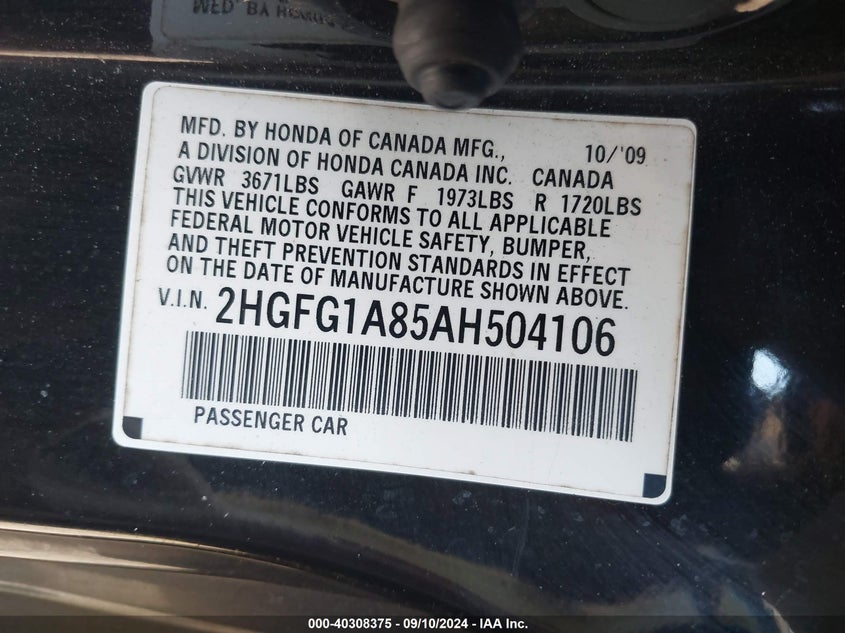 MFD. BY HONDA OF CANADA MFG., 10/'09
A DIVISION OF HONDA CANADA INC. CANADA
GVWR 3671LBS GAWR F 1973LBS R 1720LBS
THIS VEHICLE CONFORMS TO ALL APPLICABLE
FEDERAL MOTOR VEHICLE SAFETY, BUMPER,
AND THEFT PREVENTION STANDARDS IN EFFECT
ON THE DATE OF MANUFACTURE SHOWN ABOVE.
V.I.N. 2HGFG1A85AH504106
PASSENGER CAR
000-40308375 - 09/10/2024 - IAA Inc.